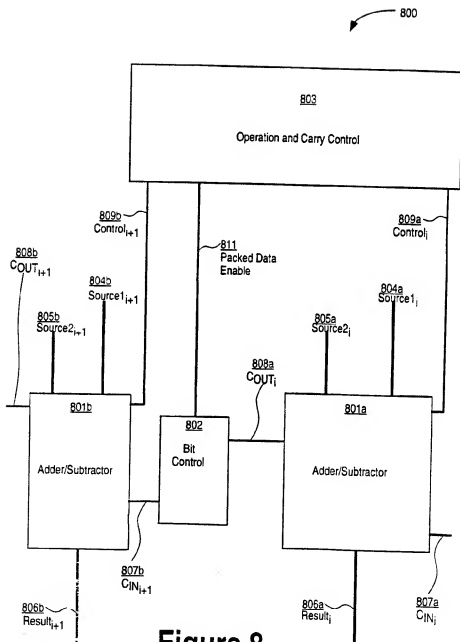 800
803
Operation and Carry Control
809b
Control i+1
811
Packed Data
Enable
809a
Control i
808b
COUT i+1
804b
Source1 i+1
805b
Source2 i+1
804a
Source1 i
805a
Source2 i
808a
COUT i
801b
Adder/Subtractor
802
Bit
Control
801a
Adder/Subtractor
807b
CIN i+1
807a
CIN i
806b
Result i+1
806a
Result i
Figure 8